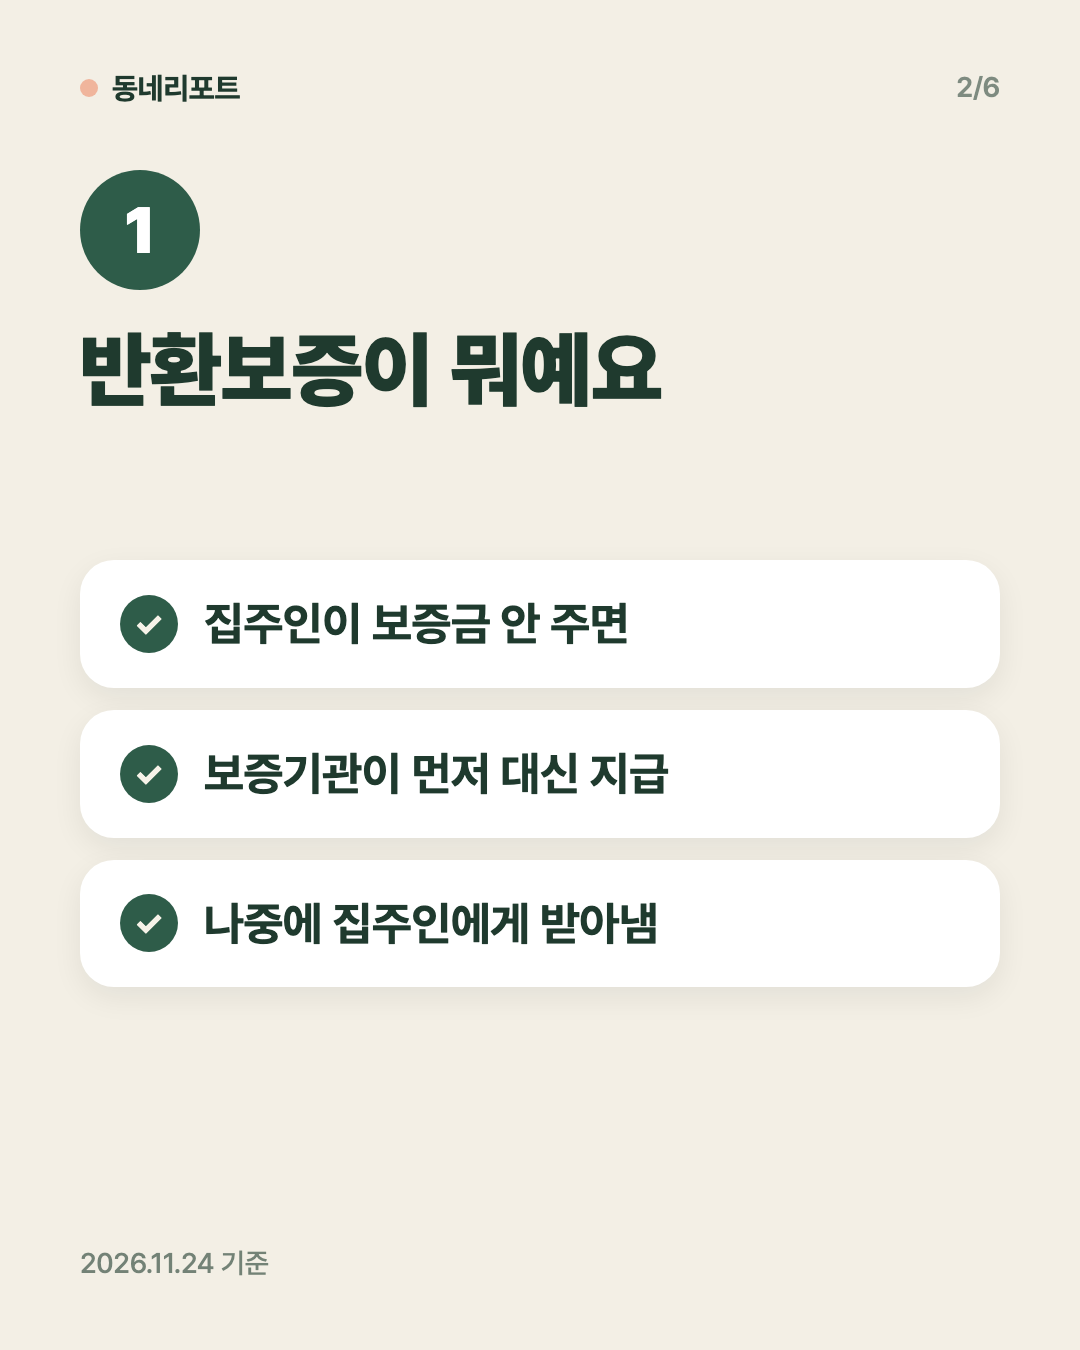 동네리포트
2/6
1
반환보증이 뭐예요
집주인이 보증금 안 주면
보증기관이 먼저 대신 지급
나중에 집주인에게 받아냄
2026.11.24 기준